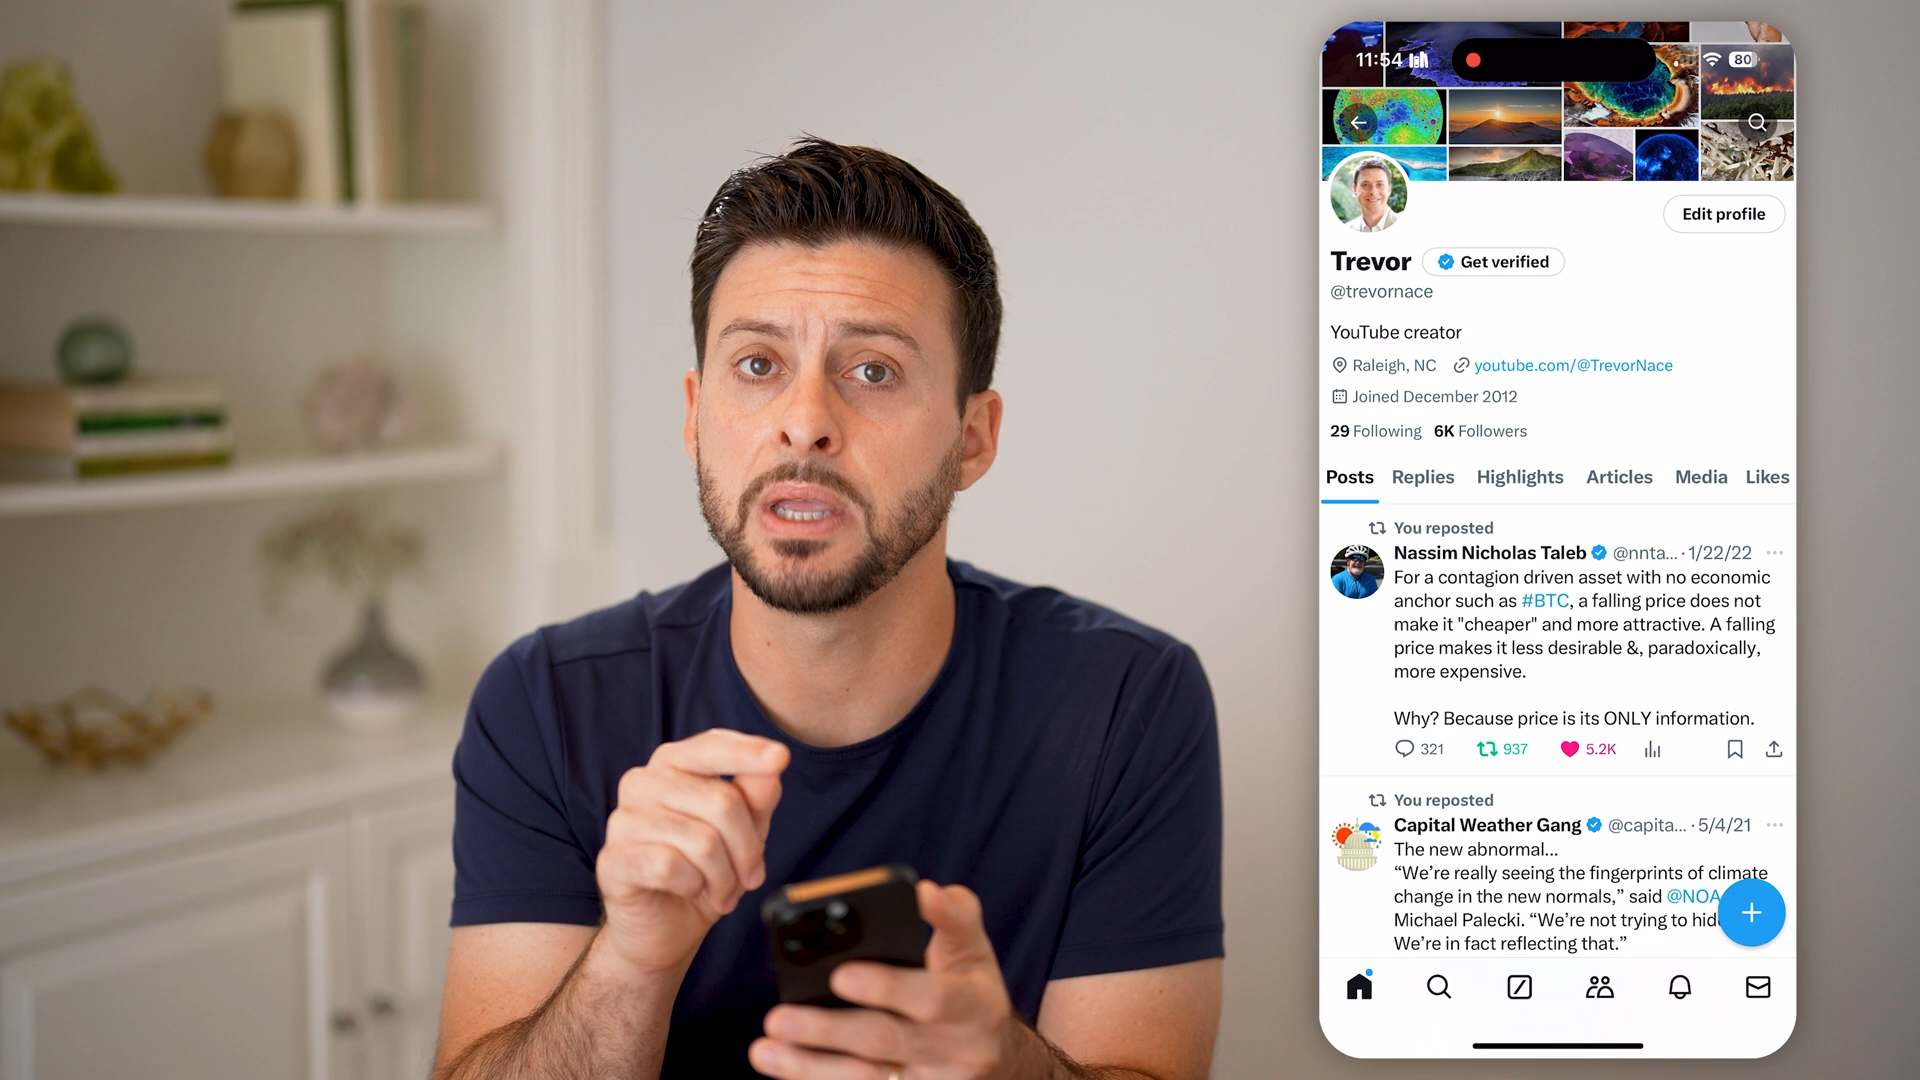 11:54
80
Edit profile
Trevor Get verified
@trevornace
YouTube creator
Raleigh, NC youtube.com/@TrevorNace
Joined December 2012
29 Following 6K Followers
Posts Replies Highlights Articles Media Likes
You reposted
Nassim Nicholas Taleb @nnta... · 1/22/22
For a contagion driven asset with no economic
anchor such as #BTC, a falling price does not
make it "cheaper" and more attractive. A falling
price makes it less desirable &, paradoxically,
more expensive.
Why? Because price is its ONLY information.
321 937 5.2K
You reposted
Capital Weather Gang @capita... · 5/4/21
The new abnormal...
“We’re really seeing the fingerprints of climate
change in the new normals,” said @NOA
Michael Palecki. “We’re not trying to hid
We’re in fact reflecting that.”